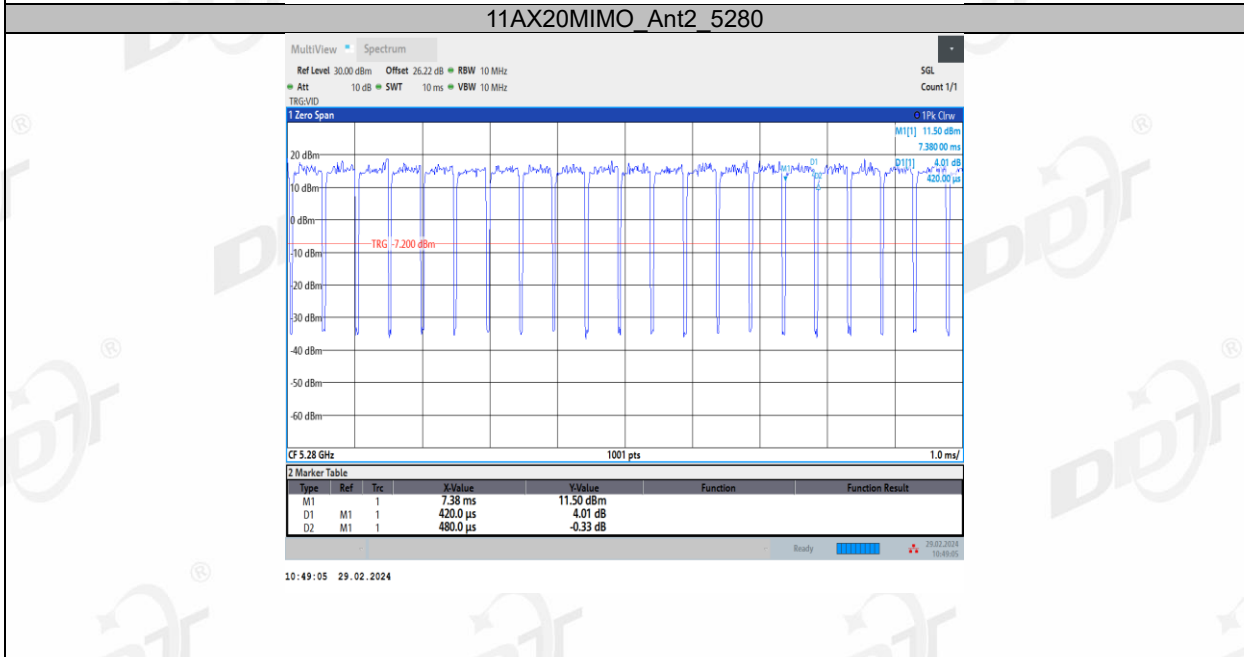 11AX20MIMO_Ant2_5280
MultiView Spectrum
Ref Level 30.00 dBm Offset 26.22 dB RBW 10 MHz SGL
Att 10 dB SWT 10 ms VBW 10 MHz Count 1/1
TRG:VID
1 Zero Span 1Pk Clrw
M1[1] 11.50 dBm
7.380 00 ms
20 dBm
D1[1] 4.01 dB
420.00 µs
M1
D1
D2
10 dBm
0 dBm
TRG -7.200 dBm
-10 dBm
-20 dBm
-30 dBm
-40 dBm
-50 dBm
-60 dBm
CF 5.28 GHz 1001 pts 1.0 ms/
2 Marker Table
Type Ref Trc X-Value Y-Value Function Function Result
M1 1 7.38 ms 11.50 dBm
D1 M1 1 420.0 µs 4.01 dB
D2 M1 1 480.0 µs -0.33 dB
Ready 29.02.2024
10:49:05
10:49:05 29.02.2024
DDT
®